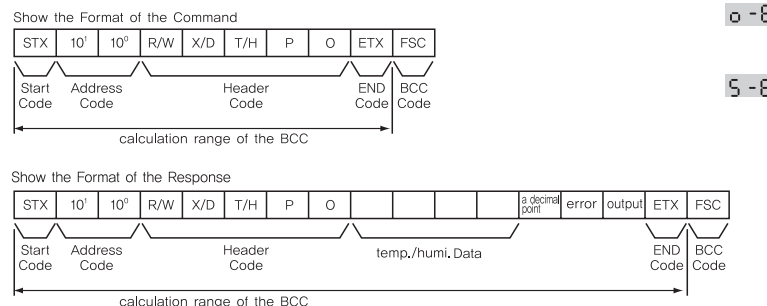 Show the Format of the Command
STX 10¹ 10⁰ R/W X/D T/H P O ETX FSC
Start Code Address Code Header Code END Code BCC Code
calculation range of the BCC
o-E
S-E
Show the Format of the Response
STX 10¹ 10⁰ R/W X/D T/H P O a decimal point error output ETX FSC
Start Code Address Code Header Code temp./humi. Data END Code BCC Code
calculation range of the BCC